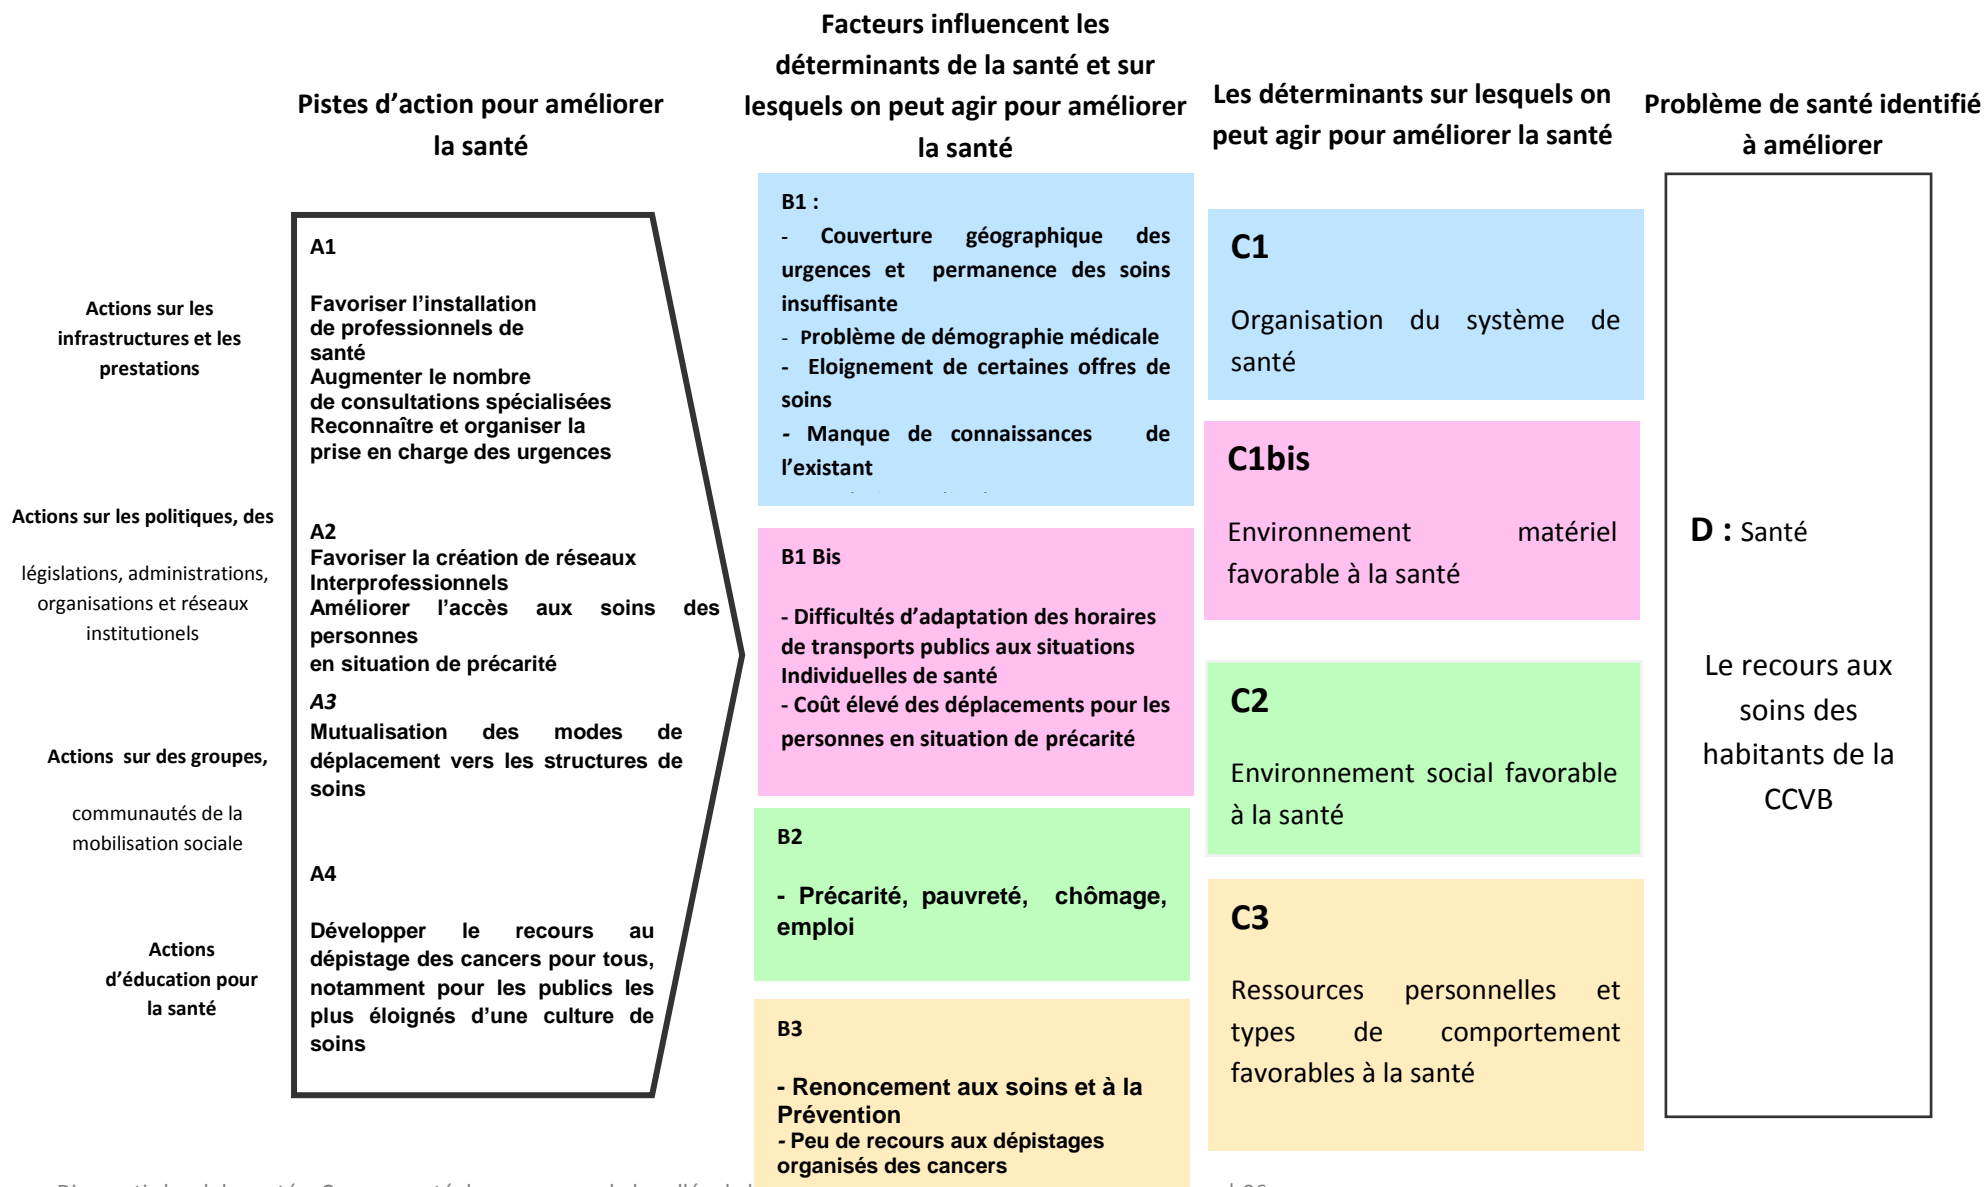 Facteurs influencent les
déterminants de la santé et sur
lesquels on peut agir pour améliorer
la santé
Pistes d’action pour améliorer
la santé
Les déterminants sur lesquels on
peut agir pour améliorer la santé
Problème de santé identifié
à améliorer
Actions sur les
infrastructures et les
prestations
Actions sur les politiques, des
législations, administrations,
organisations et réseaux
institutionels
Actions sur des groupes,
communautés de la
mobilisation sociale
Actions
d’éducation pour
la santé
A1
Favoriser l’installation
de professionnels de
santé
Augmenter le nombre
de consultations spécialisées
Reconnaître et organiser la
prise en charge des urgences
A2
Favoriser la création de réseaux
Interprofessionnels
Améliorer l’accès aux soins des
personnes
en situation de précarité
A3
Mutualisation des modes de
déplacement vers les structures de
soins
A4
Développer le recours au
dépistage des cancers pour tous,
notamment pour les publics les
plus éloignés d’une culture de
soins
B1 :
- Couverture géographique des
urgences et permanence des soins
insuffisante
- Problème de démographie médicale
- Eloignement de certaines offres de
soins
- Manque de connaissances de
l’existant
B1 Bis
- Difficultés d’adaptation des horaires
de transports publics aux situations
Individuelles de santé
- Coût élevé des déplacements pour les
personnes en situation de précarité
B2
- Précarité, pauvreté, chômage,
emploi
B3
- Renoncement aux soins et à la
Prévention
- Peu de recours aux dépistages
organisés des cancers
C1
Organisation du système de
santé
C1bis
Environnement matériel
favorable à la santé
C2
Environnement social favorable
à la santé
C3
Ressources personnelles et
types de comportement
favorables à la santé
D : Santé
Le recours aux
soins des
habitants de la
CCVB